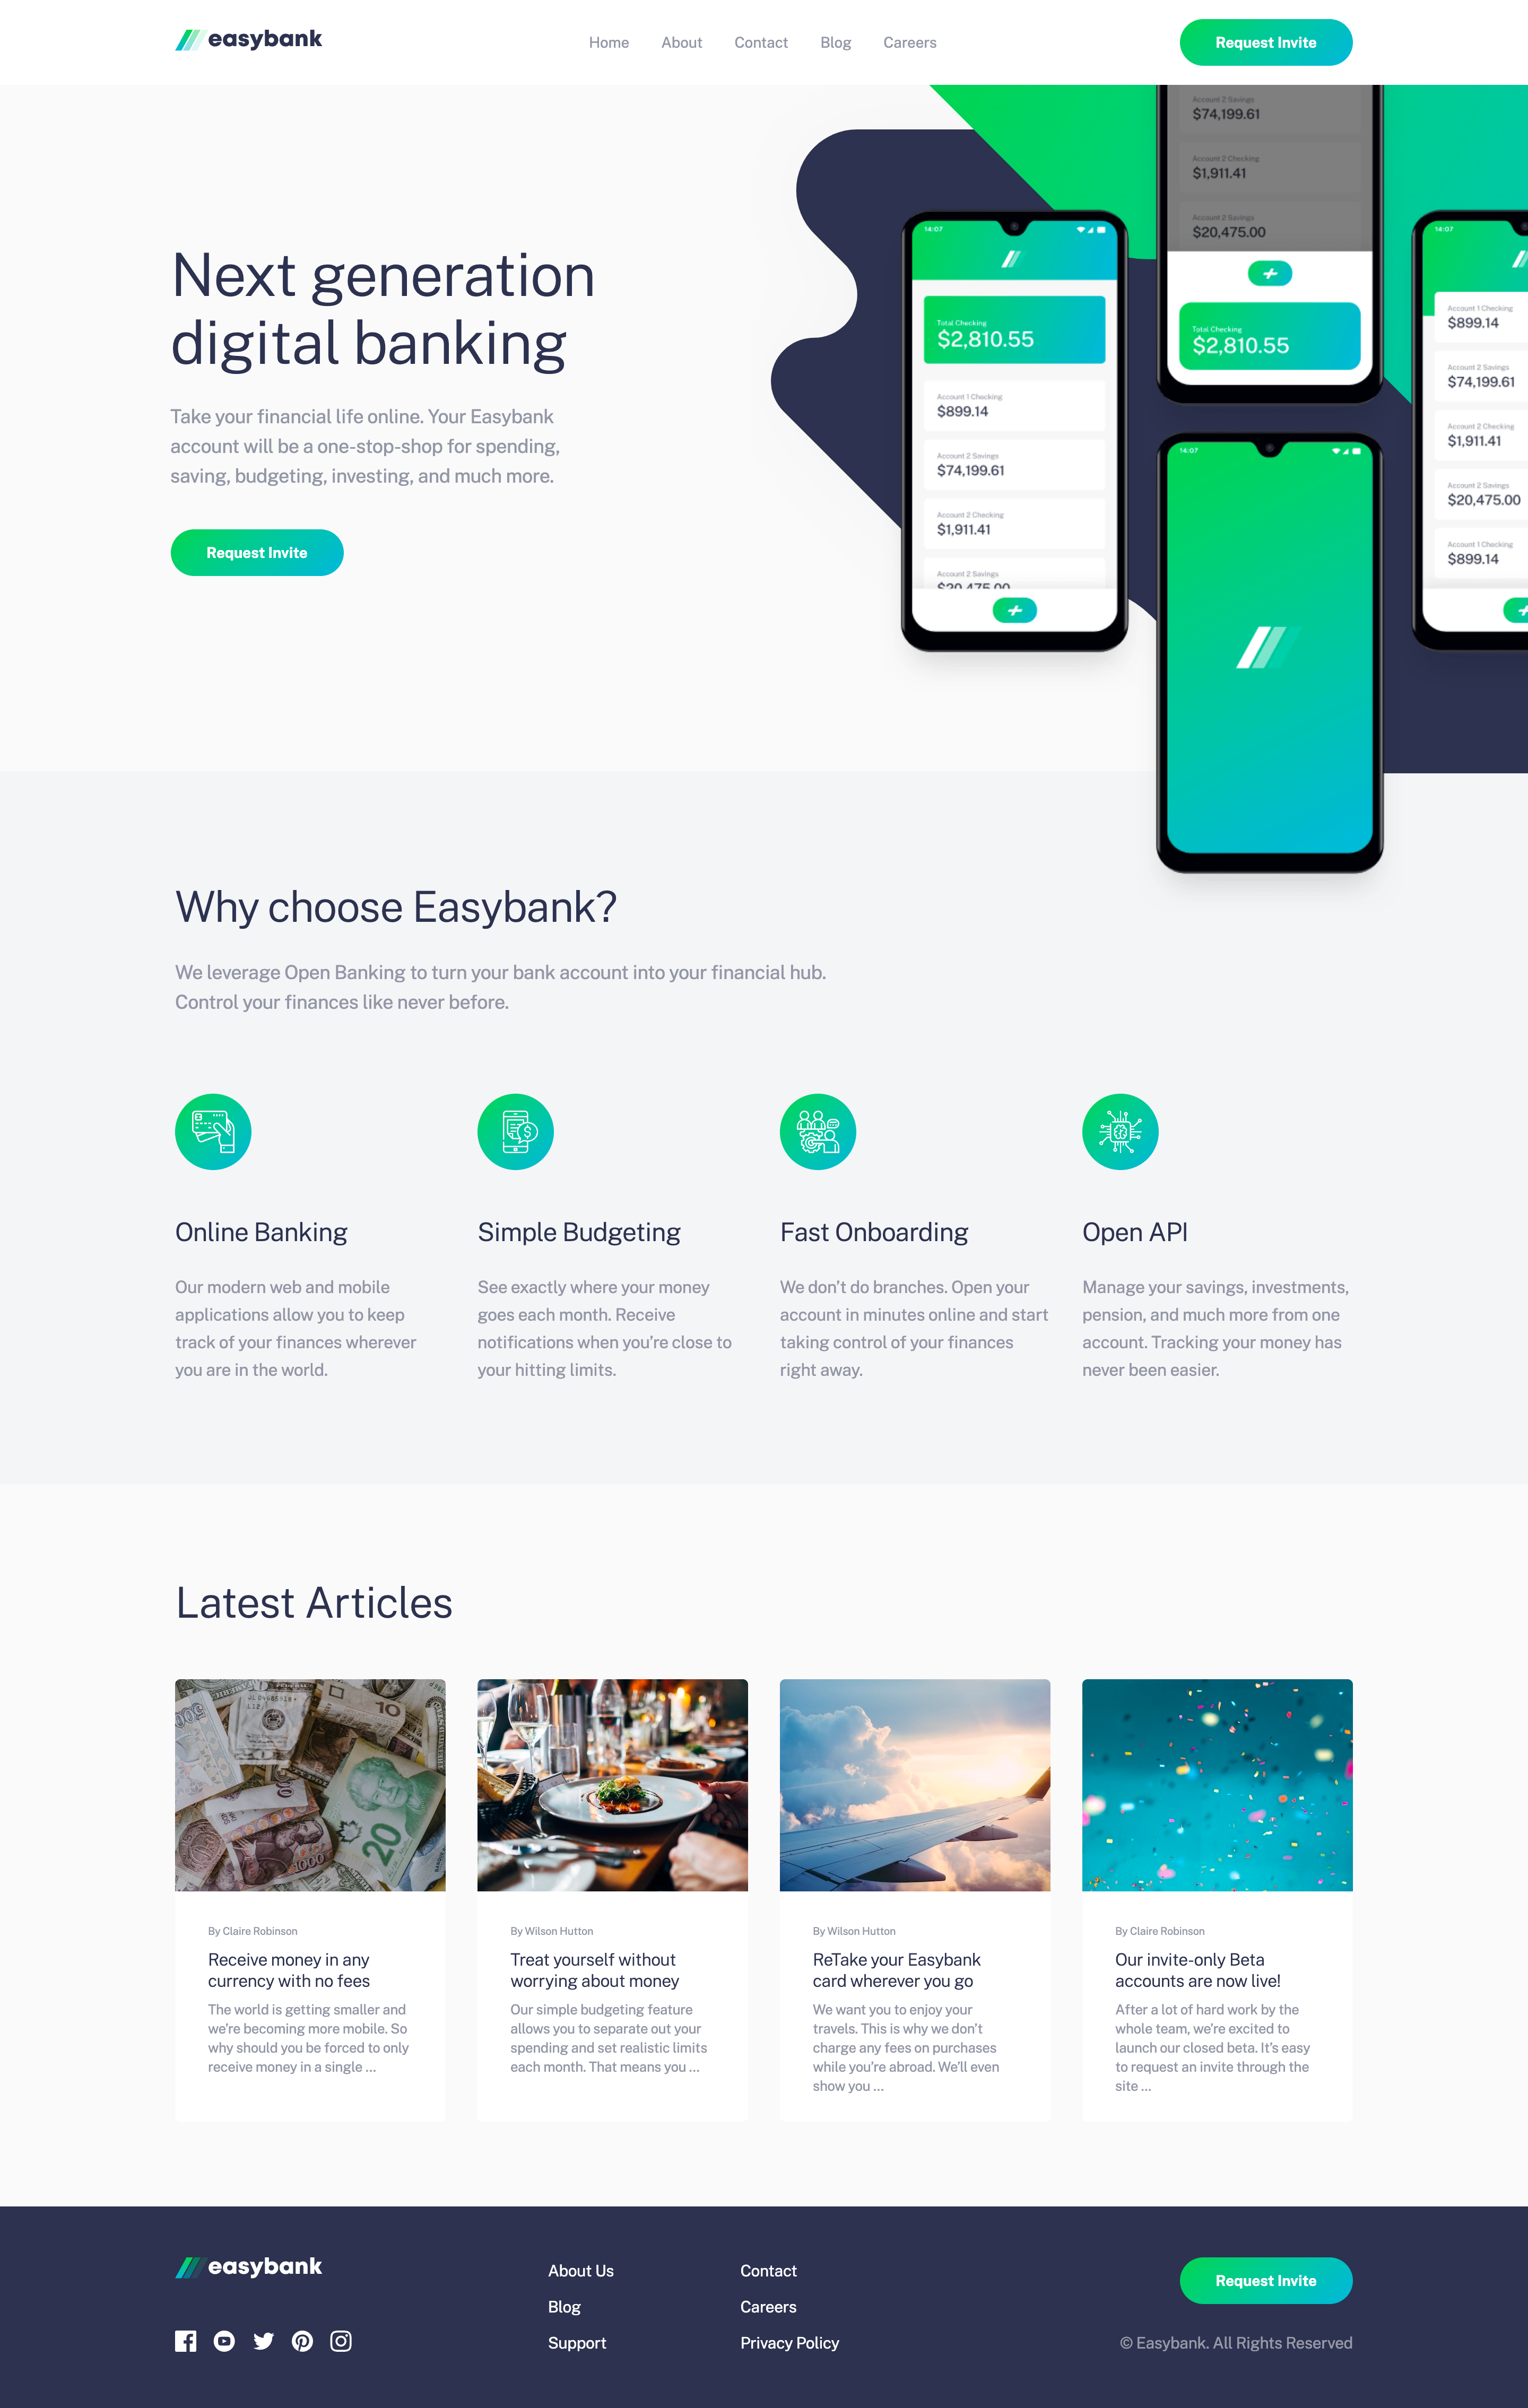 easybank
Home
About
Contact
Blog
Careers
Request Invite
Next generation
digital banking
Take your financial life online. Your Easybank
account will be a one-stop-shop for spending,
saving, budgeting, investing, and much more.
Request Invite
14:07
Total Checking
$2,810.55
Account 1 Checking
$899.14
Account 2 Savings
$74,199.61
Account 2 Checking
$1,911.41
Account 2 Savings
$20,475.00
Account 2 Savings
$74,199.61
Account 2 Checking
$1,911.41
Account 2 Savings
$20,475.00
Total Checking
$2,810.55
14:07
14:07
Account 1 Checking
$899.14
Account 2 Savings
$74,199.61
Account 2 Checking
$1,911.41
Account 2 Savings
$20,475.00
Account 1 Checking
$899.14
Why choose Easybank?
We leverage Open Banking to turn your bank account into your financial hub.
Control your finances like never before.
Online Banking
Our modern web and mobile
applications allow you to keep
track of your finances wherever
you are in the world.
Simple Budgeting
See exactly where your money
goes each month. Receive
notifications when you’re close to
your hitting limits.
Fast Onboarding
We don’t do branches. Open your
account in minutes online and start
taking control of your finances
right away.
Open API
Manage your savings, investments,
pension, and much more from one
account. Tracking your money has
never been easier.
Latest Articles
10
20
1000
By Claire Robinson
Receive money in any
currency with no fees
The world is getting smaller and
we’re becoming more mobile. So
why should you be forced to only
receive money in a single …
By Wilson Hutton
Treat yourself without
worrying about money
Our simple budgeting feature
allows you to separate out your
spending and set realistic limits
each month. That means you …
By Wilson Hutton
ReTake your Easybank
card wherever you go
We want you to enjoy your
travels. This is why we don’t
charge any fees on purchases
while you’re abroad. We’ll even
show you …
By Claire Robinson
Our invite-only Beta
accounts are now live!
After a lot of hard work by the
whole team, we’re excited to
launch our closed beta. It’s easy
to request an invite through the
site …
easybank
About Us
Blog
Support
Contact
Careers
Privacy Policy
Request Invite
© Easybank. All Rights Reserved